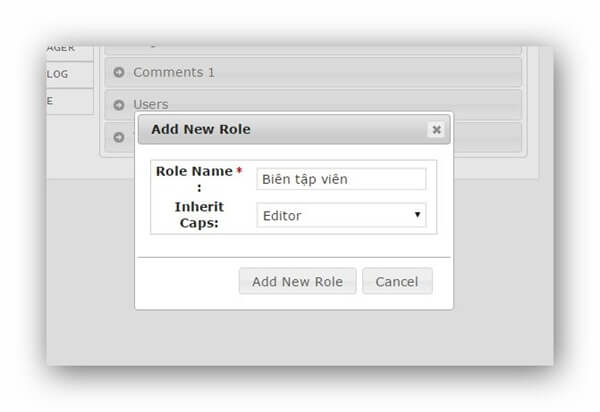 AGER
LOG
E
Comments 1
Users
Add New Role
Role Name *
:
Biên tập viên
Inherit
Caps:
Editor
Add New Role
Cancel